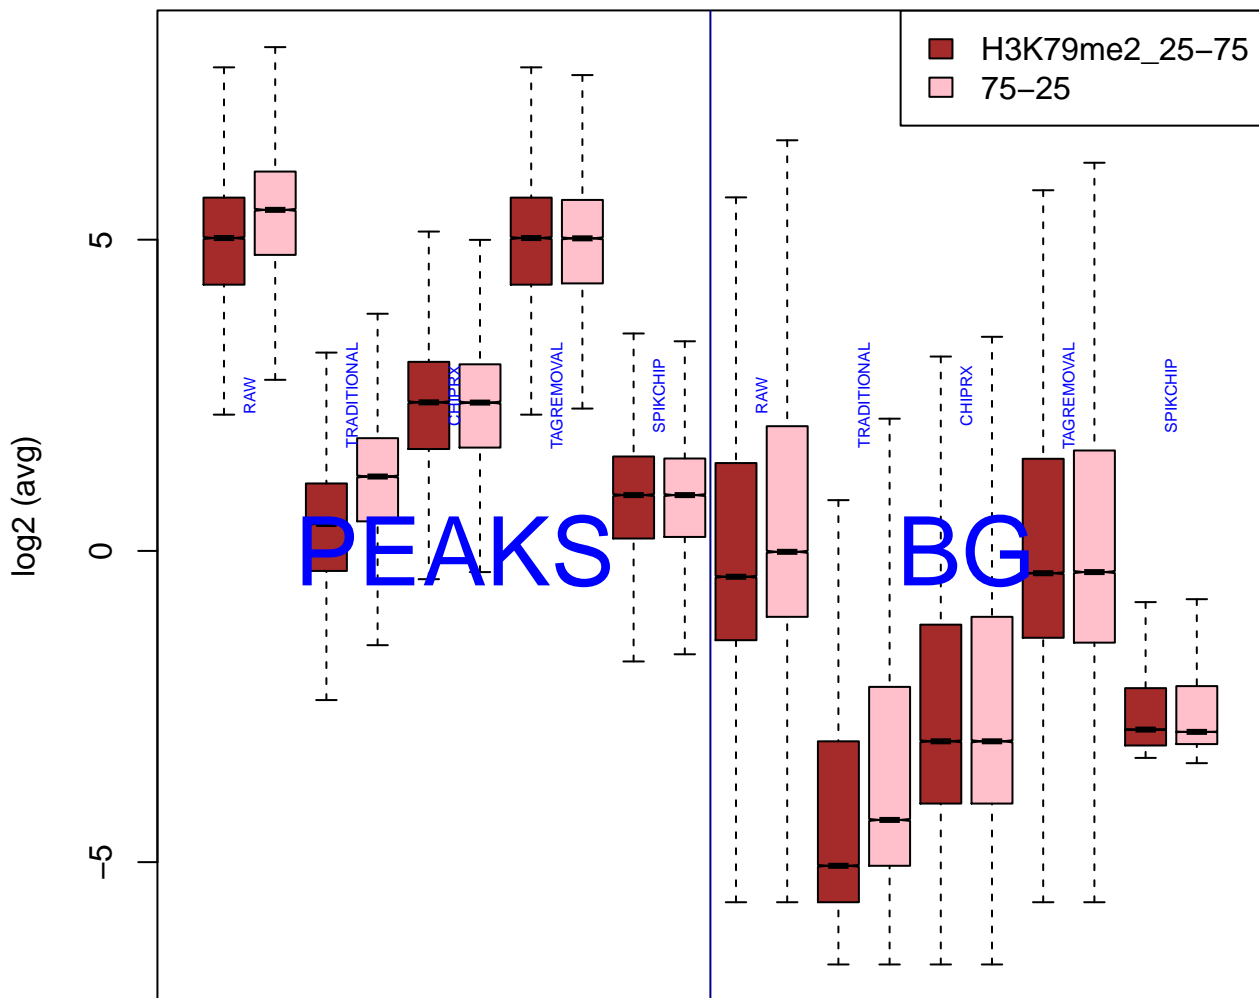 H3K79me2_25−75
75−25
log2 (avg)
5
0
−5
RAW
TRADITIONAL
CHIPRX
TAGREMOVAL
SPIKCHIP
RAW
TRADITIONAL
CHIPRX
TAGREMOVAL
SPIKCHIP
PEAKS
BG